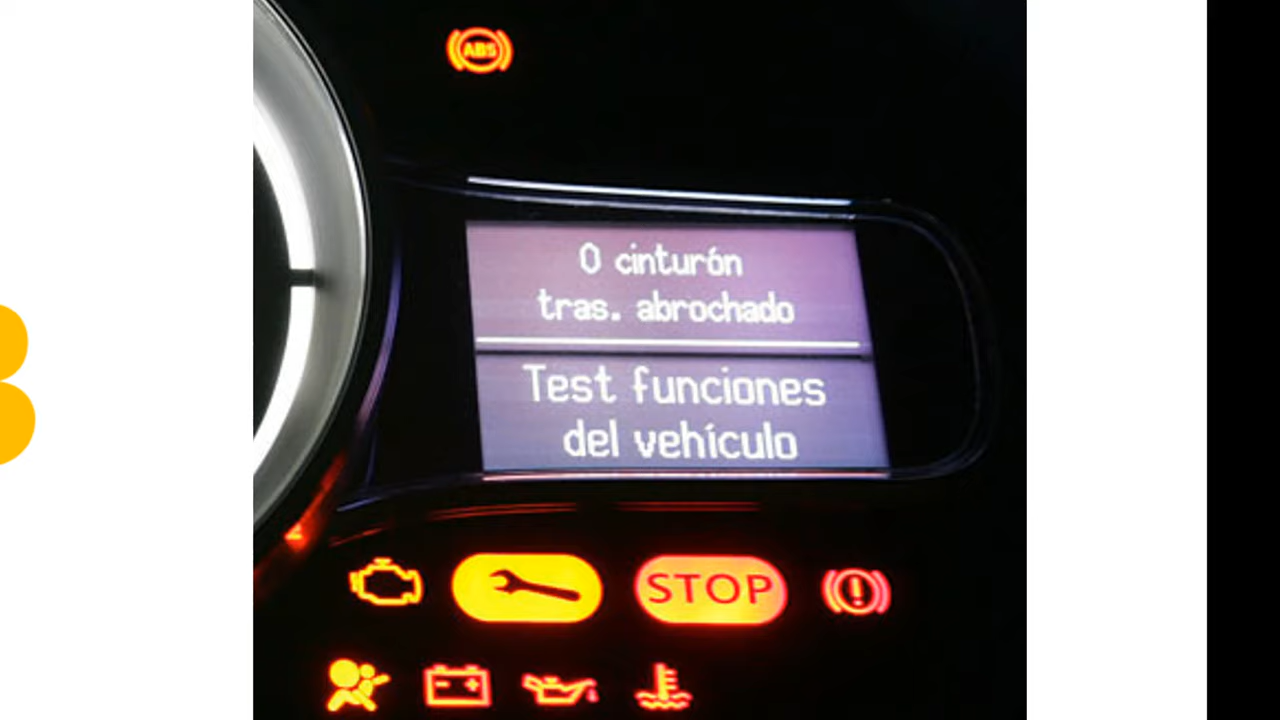 ABS
0 cinturón
tras. abrochado
Test funciones
del vehículo
STOP